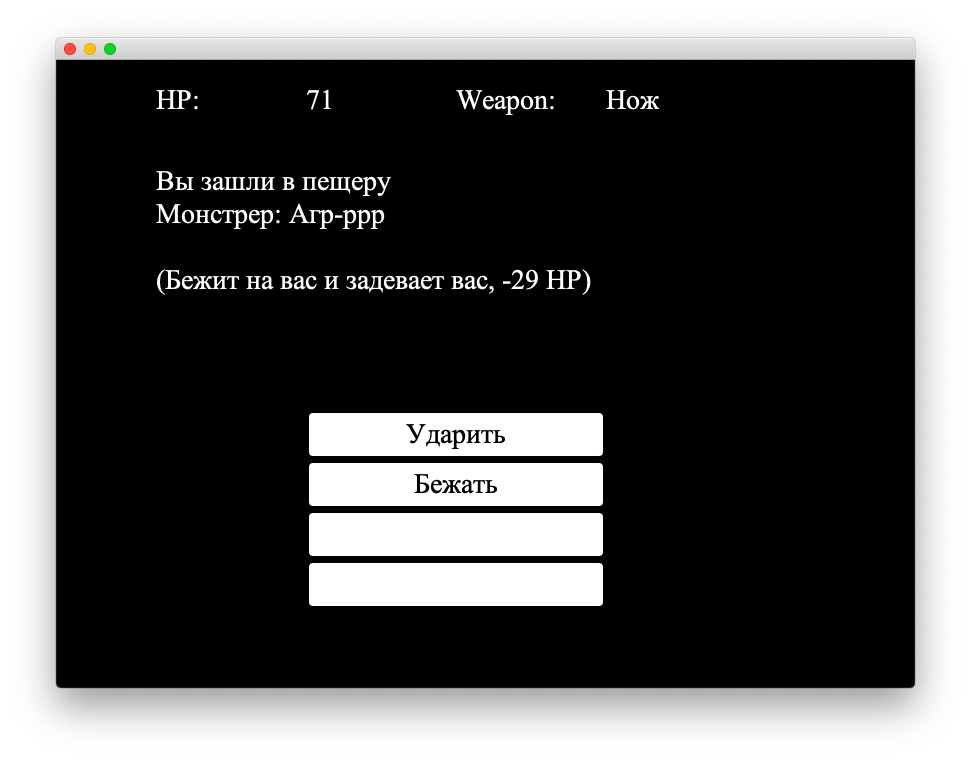 HP: 71 Weapon: Нож
Вы зашли в пещеру
Монстрер: Агр-ррр
(Бежит на вас и задевает вас, -29 HP)
Ударить
Бежать